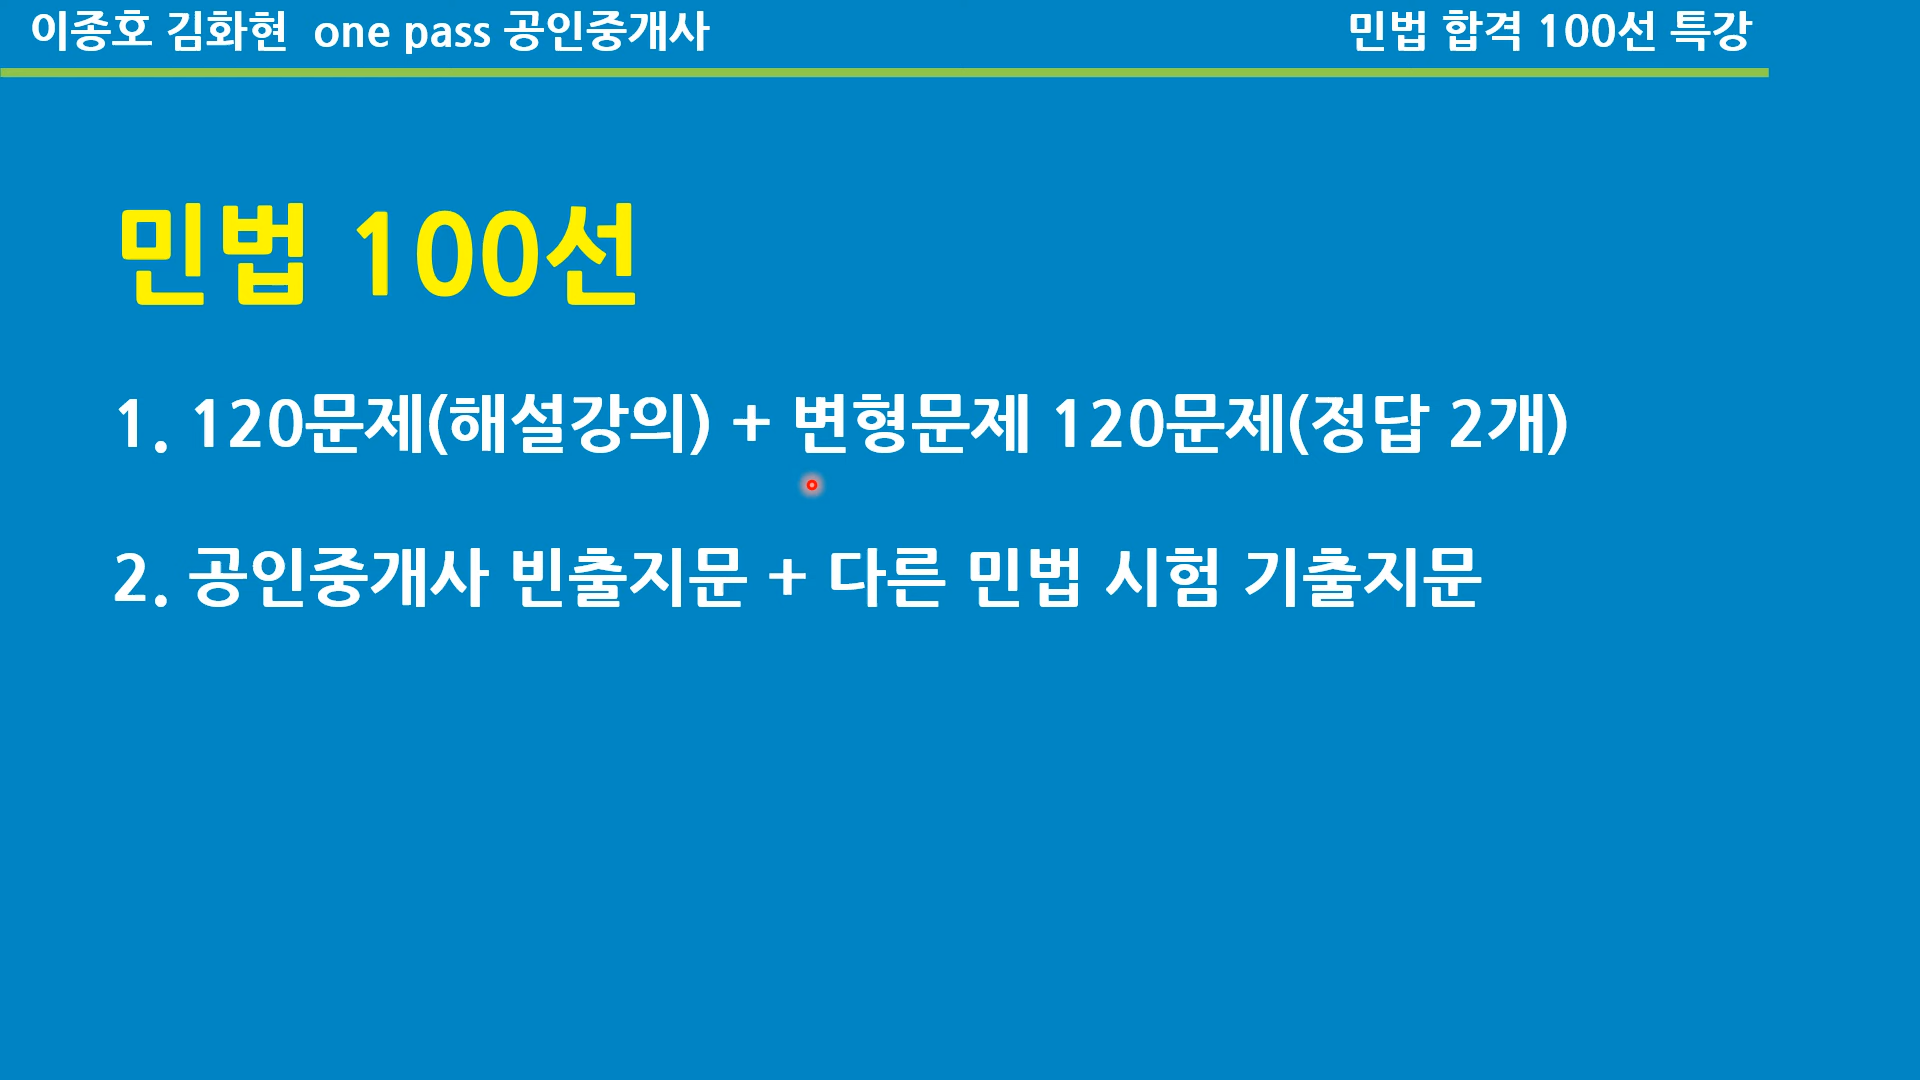 이종호 김화현 one pass 공인중개사
민법 합격 100선 특강
민법 100선
1. 120문제(해설강의) + 변형문제 120문제(정답 2개)
2. 공인중개사 빈출지문 + 다른 민법 시험 기출지문